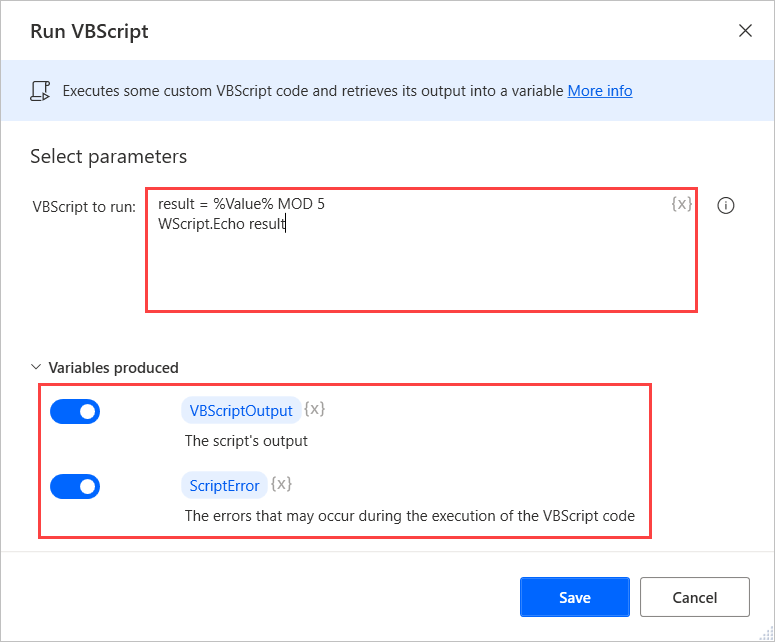 Run VBScript
Executes some custom VBScript code and retrieves its output into a variable More info
Select parameters
VBScript to run:
result = %Value% MOD 5
{x}
WScript.Echo result
Variables produced
VBScriptOutput {x}
The script's output
ScriptError {x}
The errors that may occur during the execution of the VBScript code
Save
Cancel